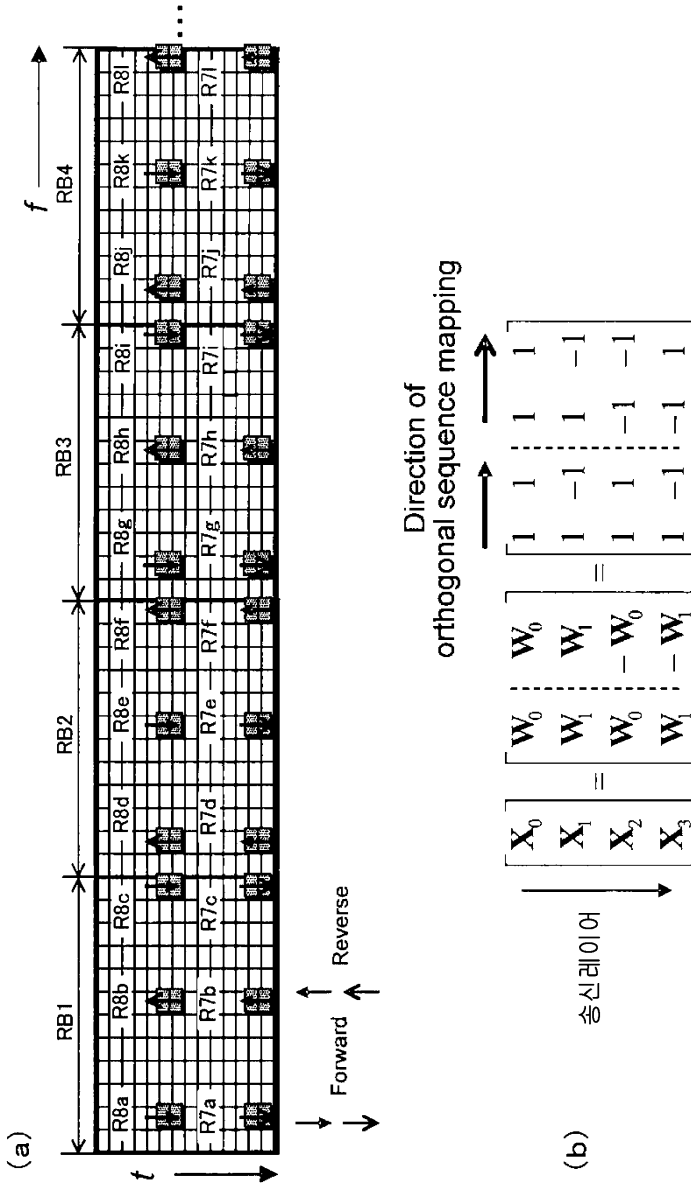 (a)
f
RB1 RB2 RB3 RB4
...
t
R8a R8b R8c R8d R8e R8f R8g R8h R8i R8j R8k R8l
R7a R7b R7c R7d R7e R7f R7g R7h R7i R7j R7k R7l
Forward Reverse
(b)
Direction of
orthogonal sequence mapping
송신레이어
X₀ = W₀ W₀ = 1 1 1 1
X₁ W₁ W₁ 1 −1 1 −1
X₂ W₀ −W₀ 1 1 −1 −1
X₃ W₁ −W₁ 1 −1 −1 1